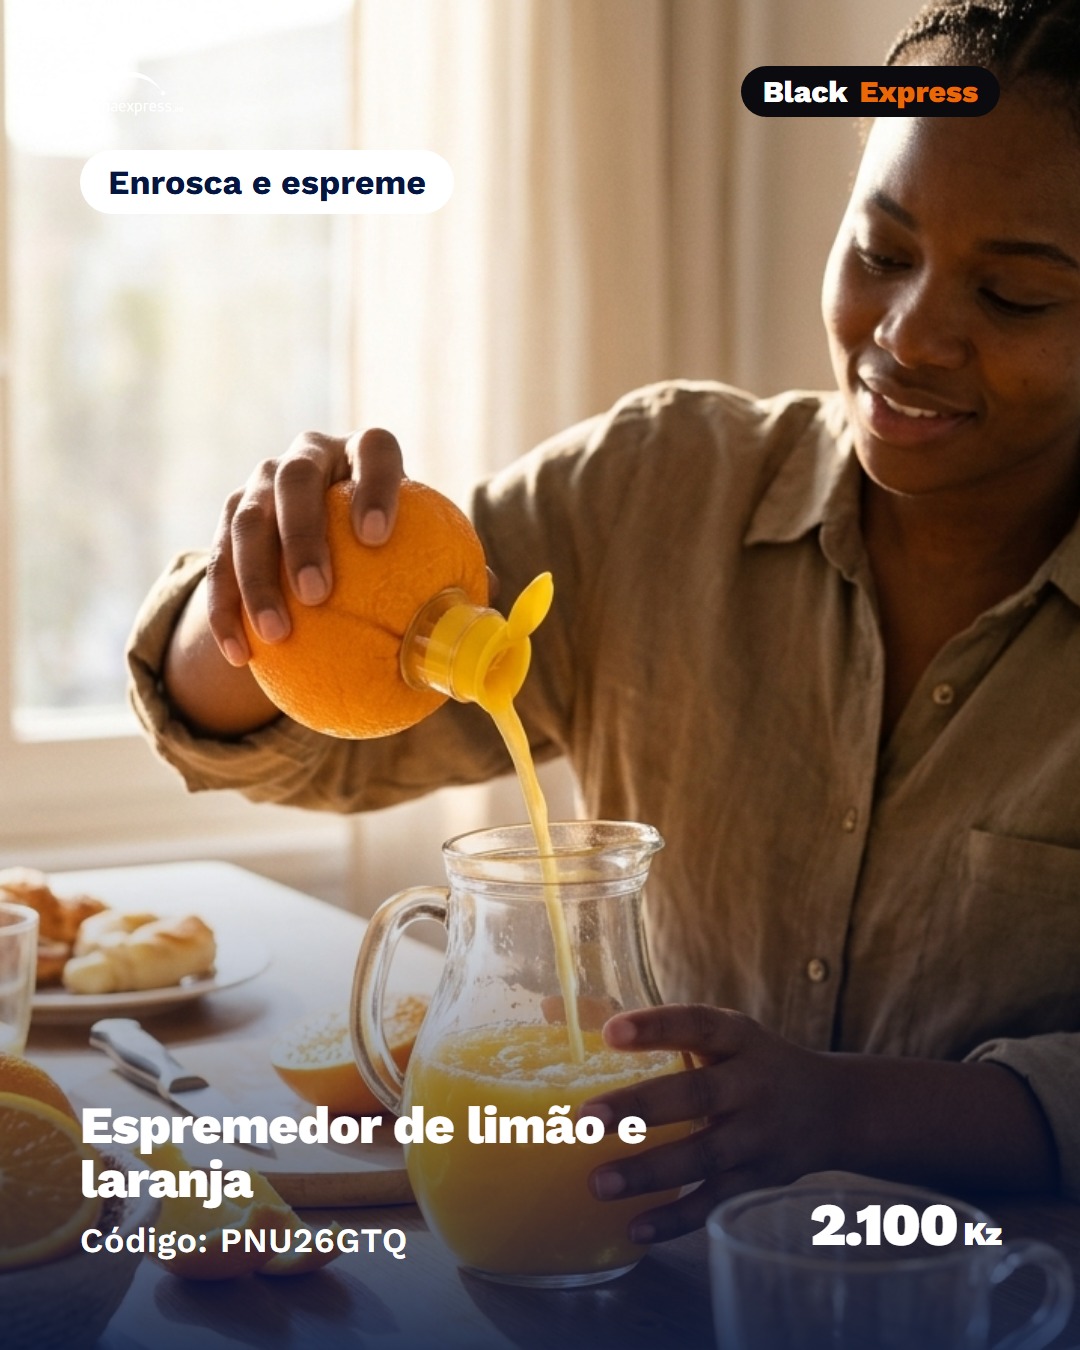 Black Express
Enrosca e espreme
Espremedor de limão e
laranja
Código: PNU26GTQ
2.100 Kz